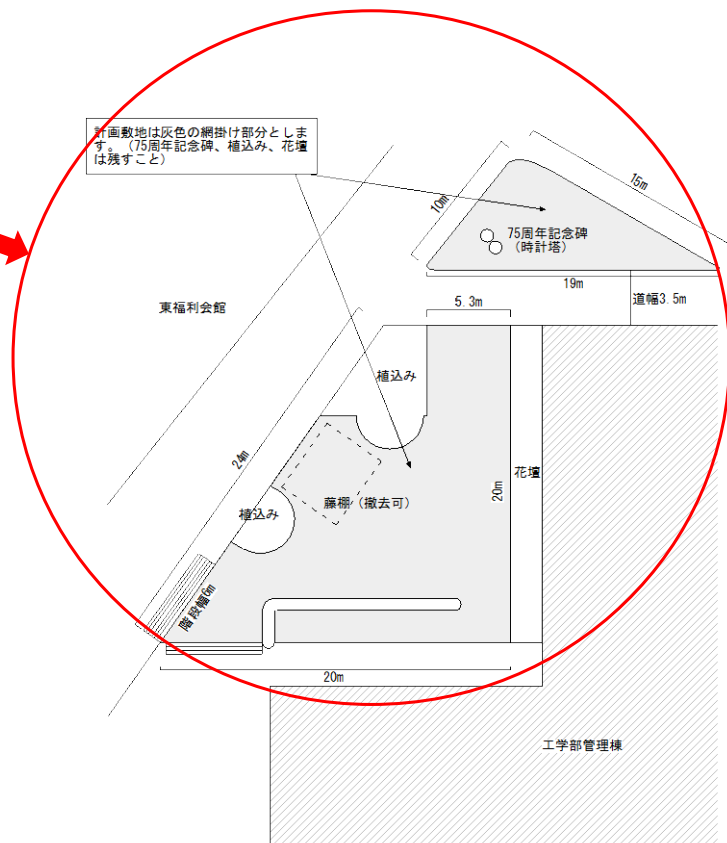 計画敷地は灰色の網掛け部分としま
す。（75周年記念碑、植込み、花壇
は残すこと）
15m
10m
75周年記念碑
（時計塔）
19m
5.3m
道幅3.5m
東福利会館
植込み
24m
花壇
20m
藤棚（撤去可）
植込み
階段幅6m
20m
工学部管理棟